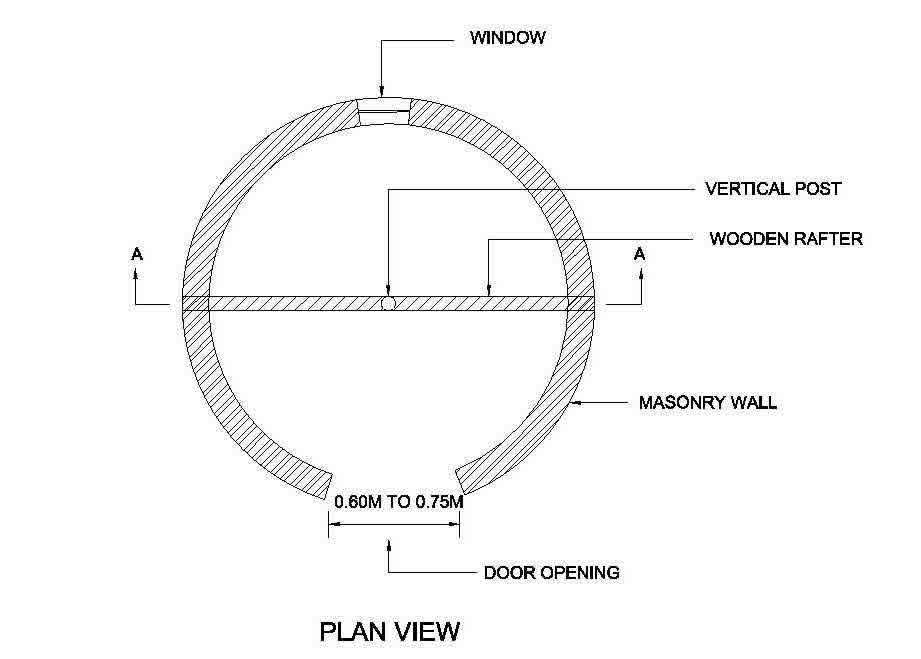 WINDOW
VERTICAL POST
WOODEN RAFTER
A
A
MASONRY WALL
0.60M TO 0.75M
DOOR OPENING
PLAN VIEW